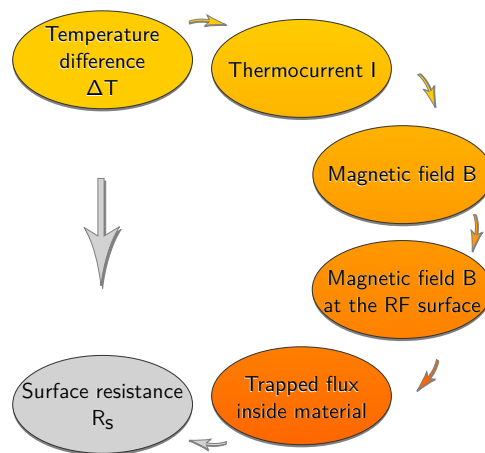 Temperature
difference
ΔT
Thermocurrent I
Magnetic field B
Magnetic field B
at the RF surface
Trapped flux
inside material
Surface resistance
Rs